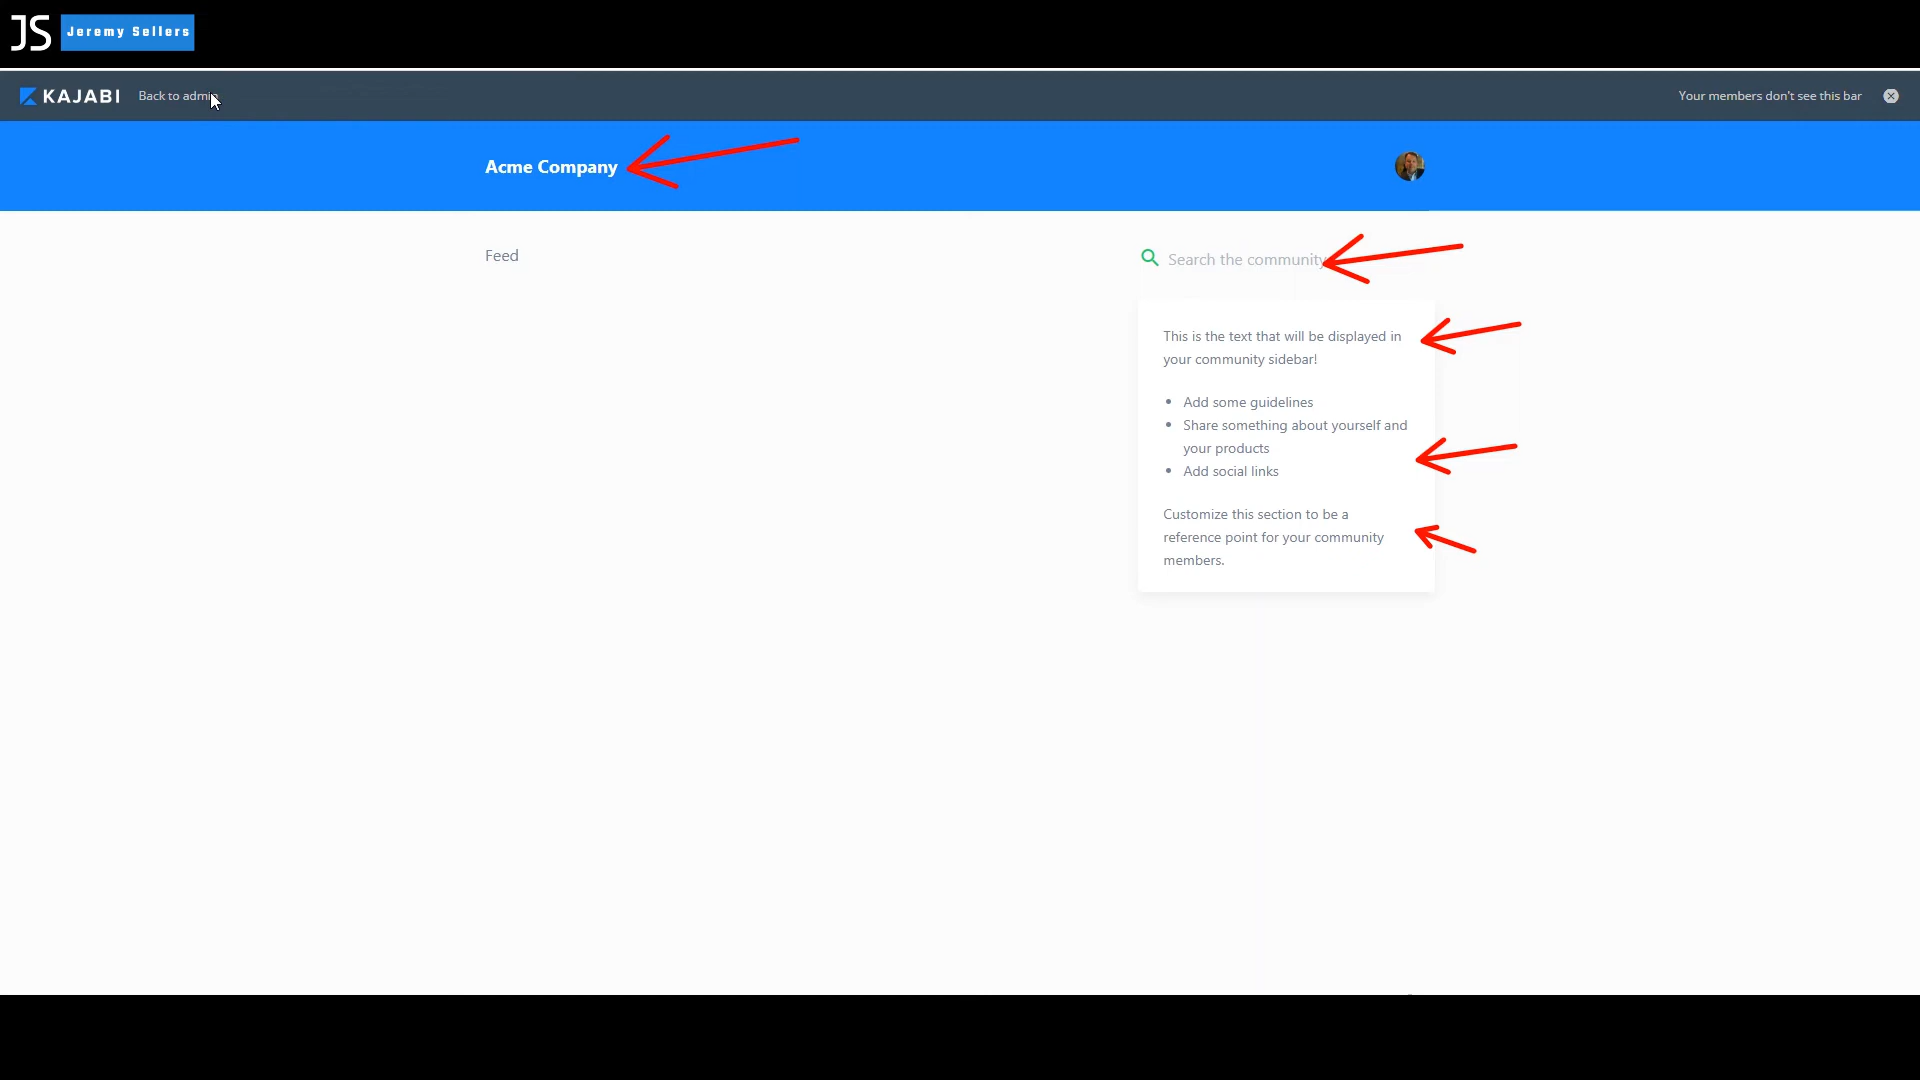 JS Jeremy Sellers
KAJABI Back to admin Your members don't see this bar
Acme Company
Feed
Search the community
This is the text that will be displayed in
your community sidebar!
• Add some guidelines
• Share something about yourself and
your products
• Add social links
Customize this section to be a
reference point for your community
members.